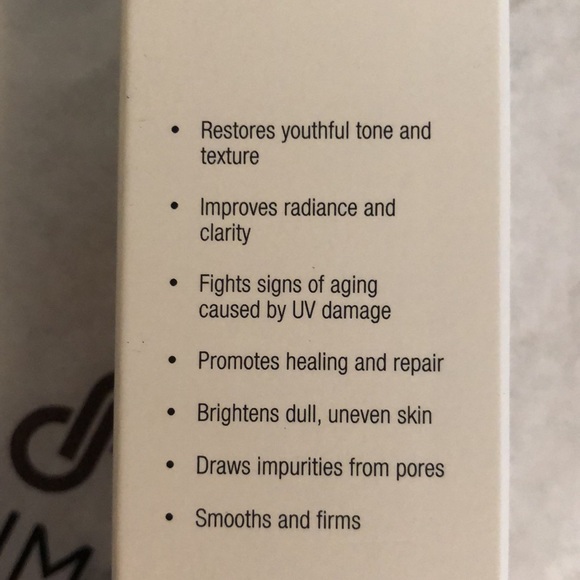 • Restores youthful tone and
texture
• Improves radiance and
clarity
• Fights signs of aging
caused by UV damage
• Promotes healing and repair
• Brightens dull, uneven skin
• Draws impurities from pores
• Smooths and firms